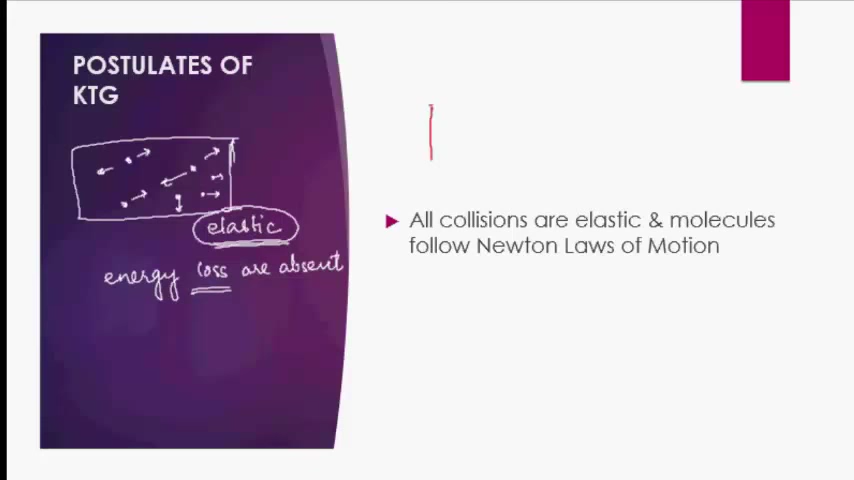 POSTULATES OF
KTG
elastic
energy loss are absent
All collisions are elastic & molecules
follow Newton Laws of Motion